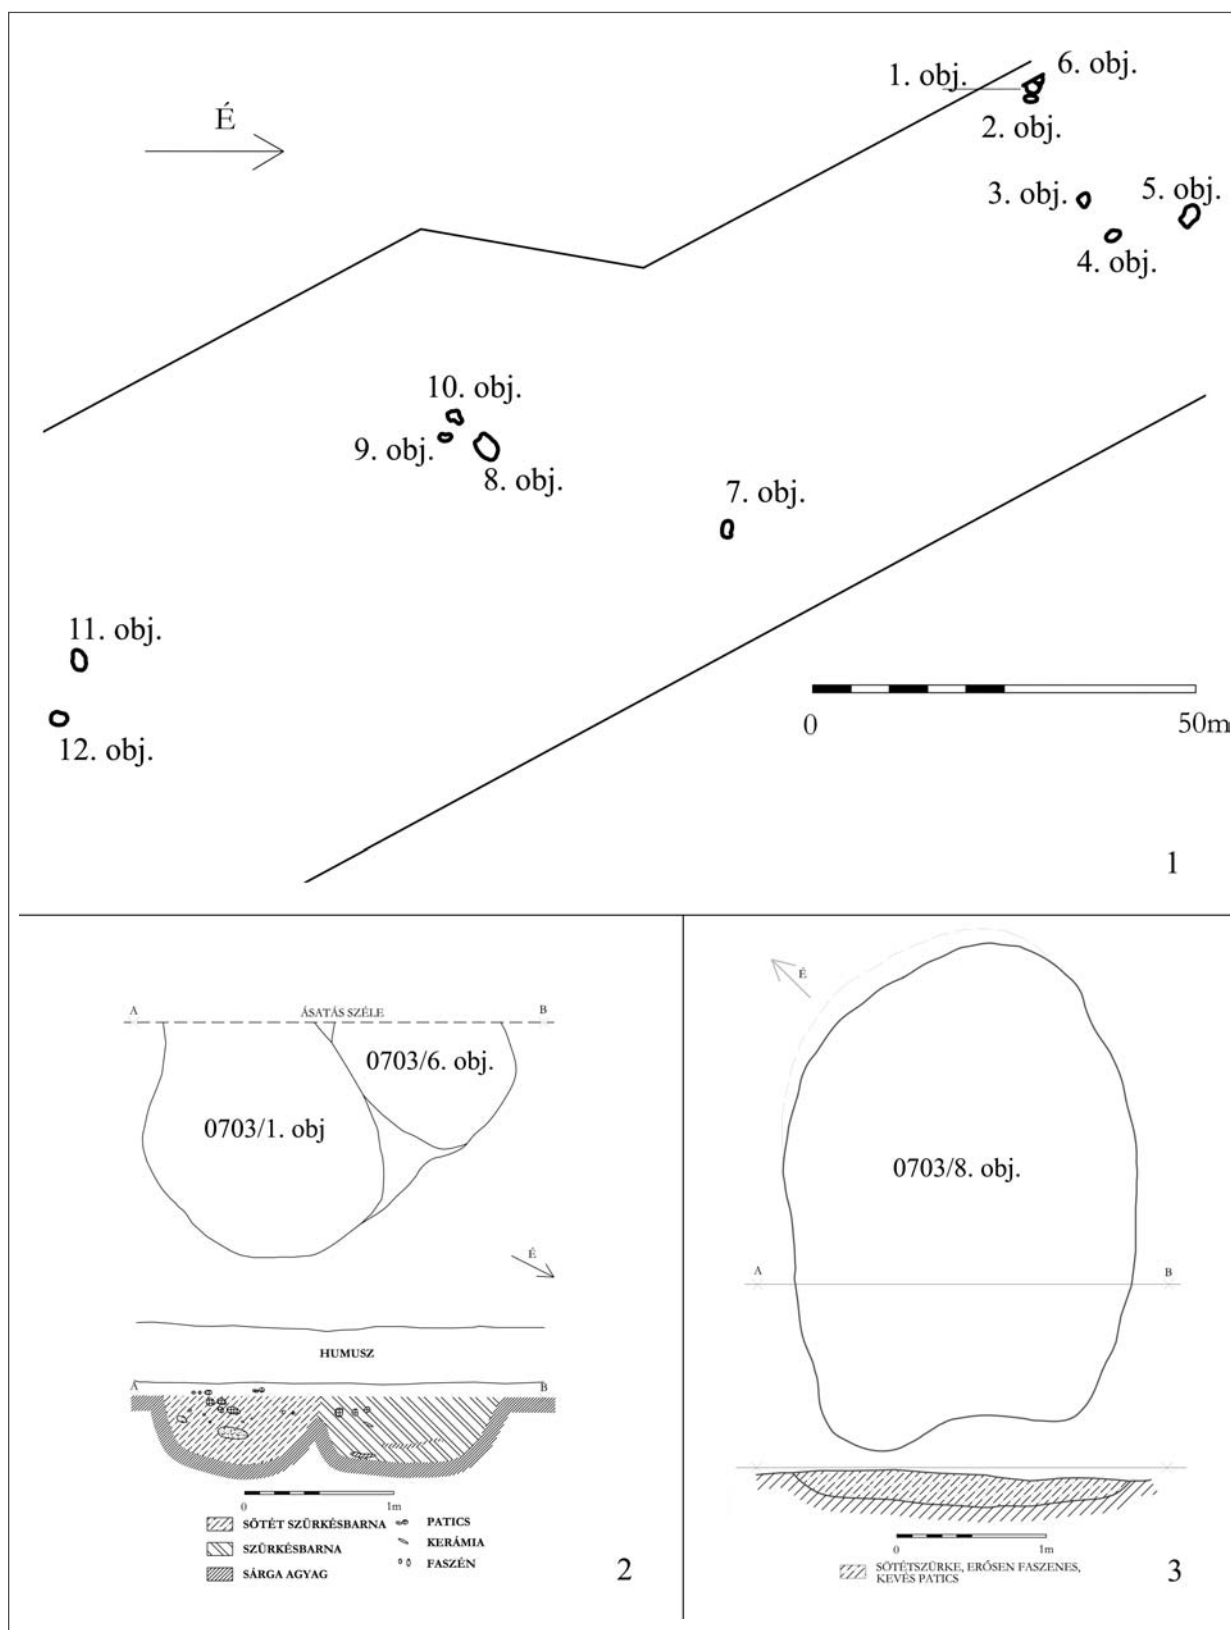 É
1. obj.
6. obj.
2. obj.
3. obj.
5. obj.
4. obj.
10. obj.
9. obj.
8. obj.
7. obj.
11. obj.
12. obj.
0
50m
1
A
ÁSATÁS SZÉLE
B
0703/6. obj.
0703/1. obj
É
HUMUSZ
A
B
0
1m
SÖTÉT SZÜRKÉSBARNA
SZÜRKÉSBARNA
SÁRGA AGYAG
PATICS
KERÁMIA
FASZÉN
2
É
0703/8. obj.
A
B
0
1m
SÖTÉTSZÜRKE, ERŐSEN FASZENES,
KEVÉS PATICS
3